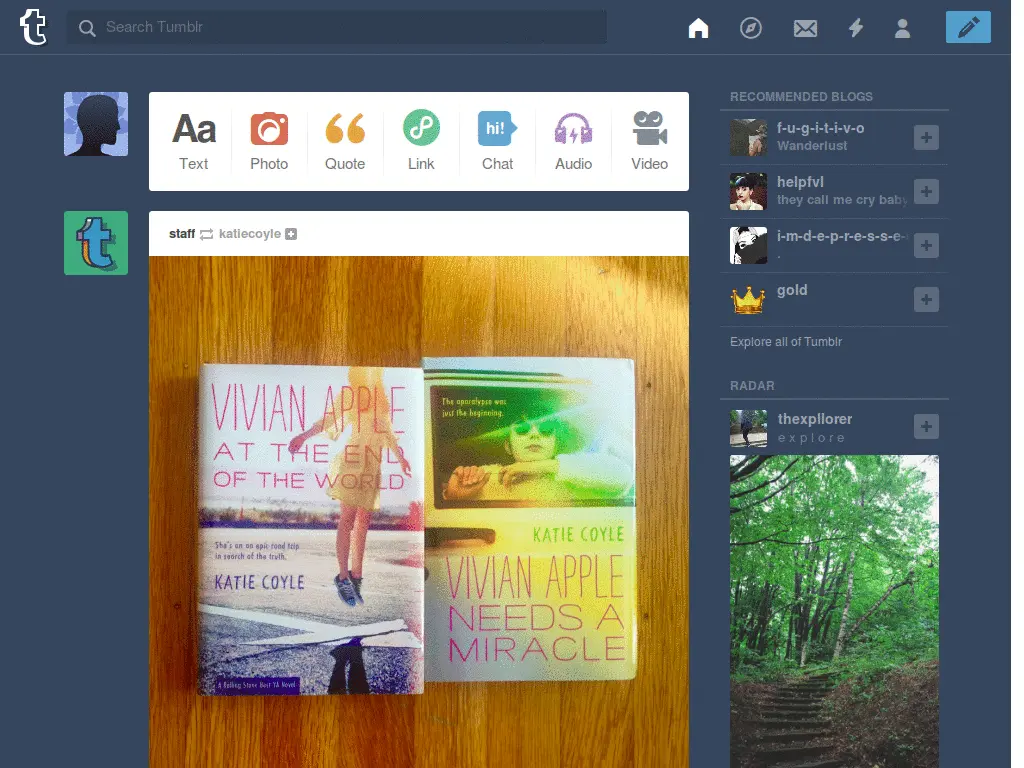 t
Search Tumblr
Aa
hi!
Text
Photo
Quote
Link
Chat
Audio
Video
staff katiecoyle
VIVIAN APPLE
AT THE END
OF THE WORLD
She's on an epic road trip
in search of the truth.
KATIE COYLE
A Rolling Stone Best YA Novel
The apocalypse was
just the beginning.
KATIE COYLE
VIVIAN APPLE
NEEDS A
MIRACLE
RECOMMENDED BLOGS
f-u-g-i-t-i-v-o
Wanderlust
helpfvl
they call me cry baby
i-m-d-e-p-r-e-s-s-e-
.
gold
Explore all of Tumblr
RADAR
thexpllorer
e x p l o r e